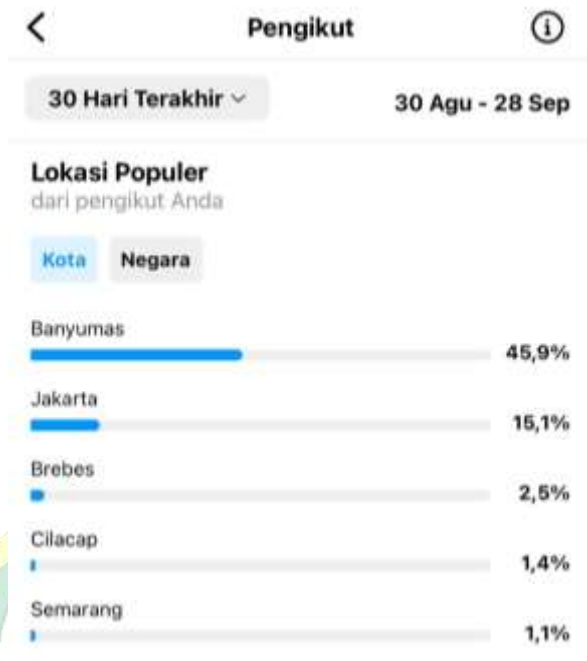 Pengikut
30 Hari Terakhir
30 Agu - 28 Sep
Lokasi Populer
dari pengikut Anda
Kota Negara
Banyumas
45,9%
Jakarta
15,1%
Brebes
2,5%
Cilacap
1,4%
Semarang
1,1%